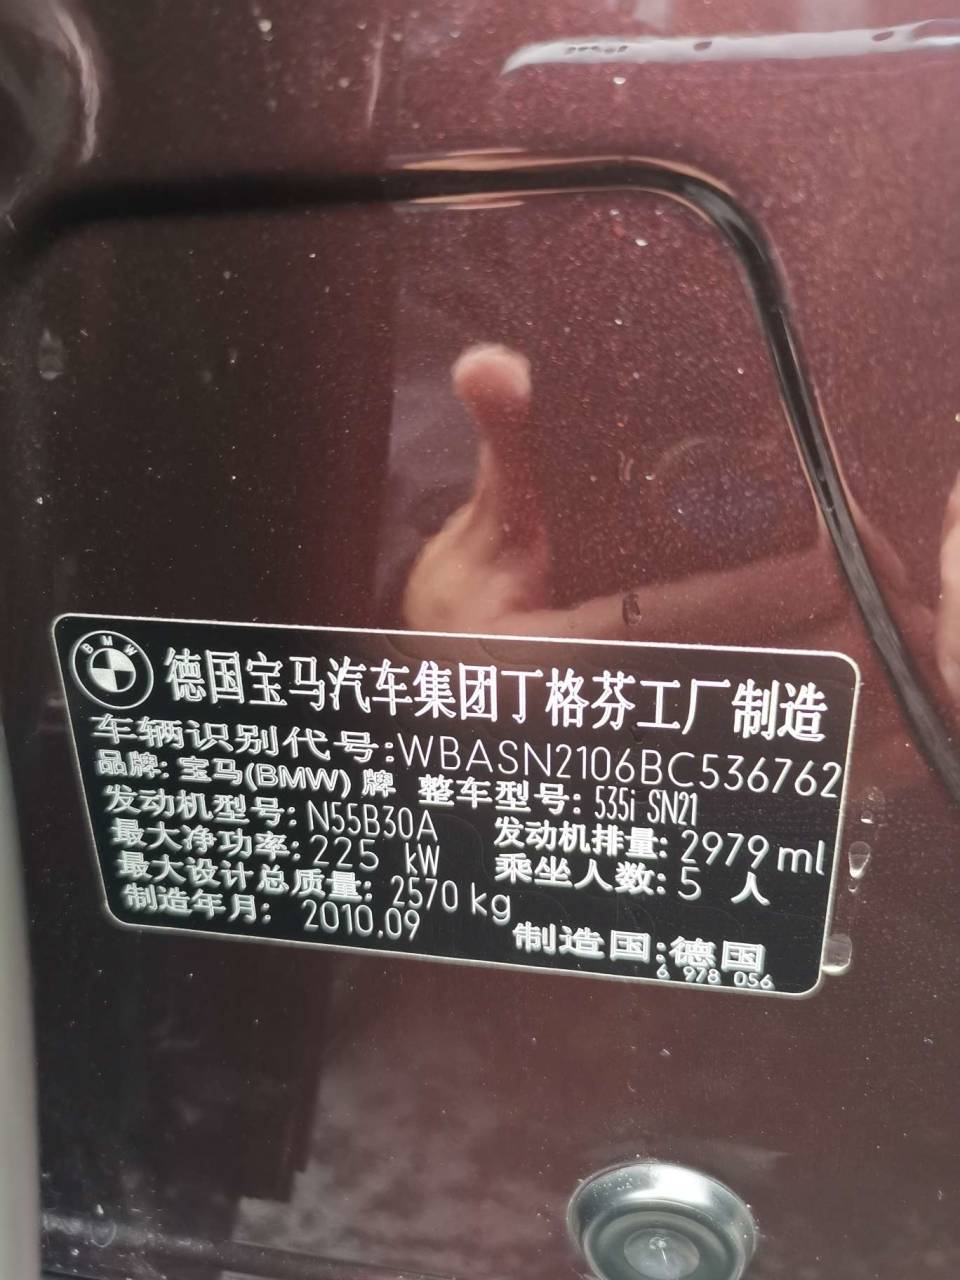 BMW
德国宝马汽车集团丁格芬工厂制造
车辆识别代号:WBASN2106BC536762
品牌: 宝马(BMW) 牌 整车型号: 535i SN21
发动机型号: N55B30A 发动机排量: 2979 ml
最大净功率: 225 kW 乘坐人数: 5 人
最大设计总质量: 2570 kg
制造年月: 2010.09 制造国: 德国
6 978 056